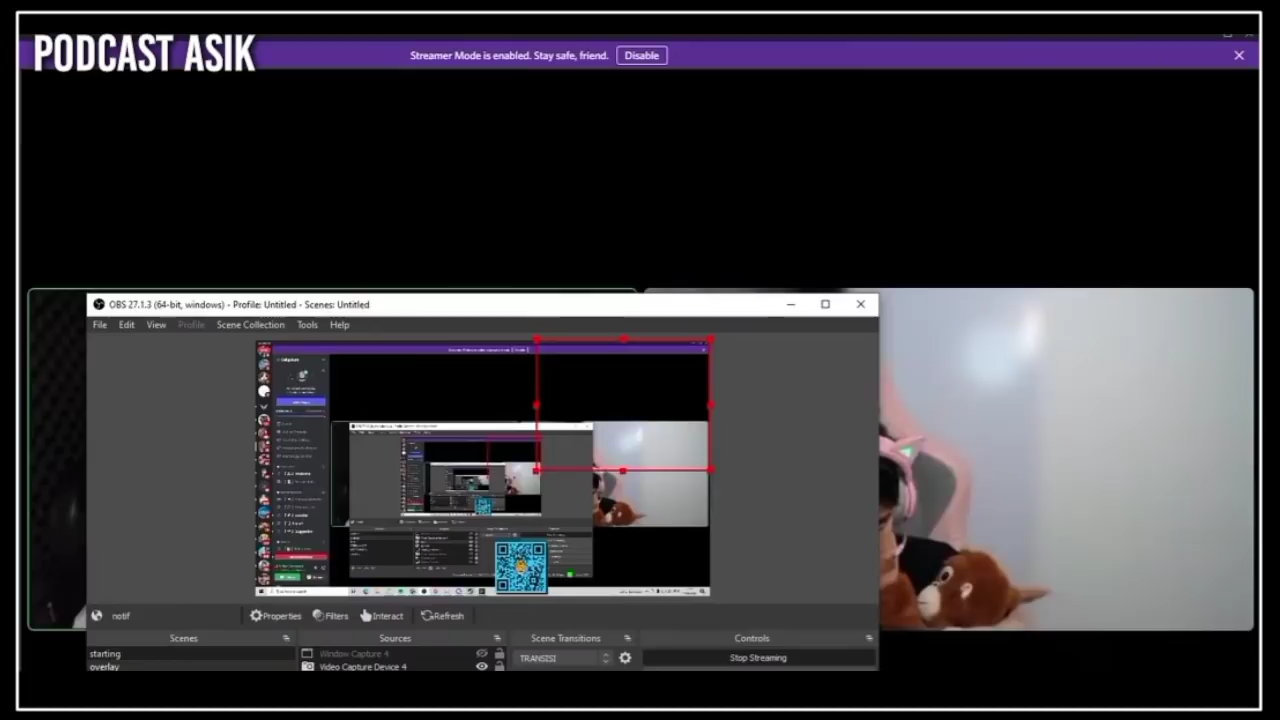 PODCAST ASIK
Streamer Mode is enabled. Stay safe, friend. Disable
OBS 27.1.3 (64-bit, windows) - Profile: Untitled - Scenes: Untitled
File Edit View Profile Scene Collection Tools Help
notif Properties Filters Interact Refresh
Scenes Sources Scene Transitions Controls
starting Window Capture 4 TRANSISI Stop Streaming
overlay Video Capture Device 4